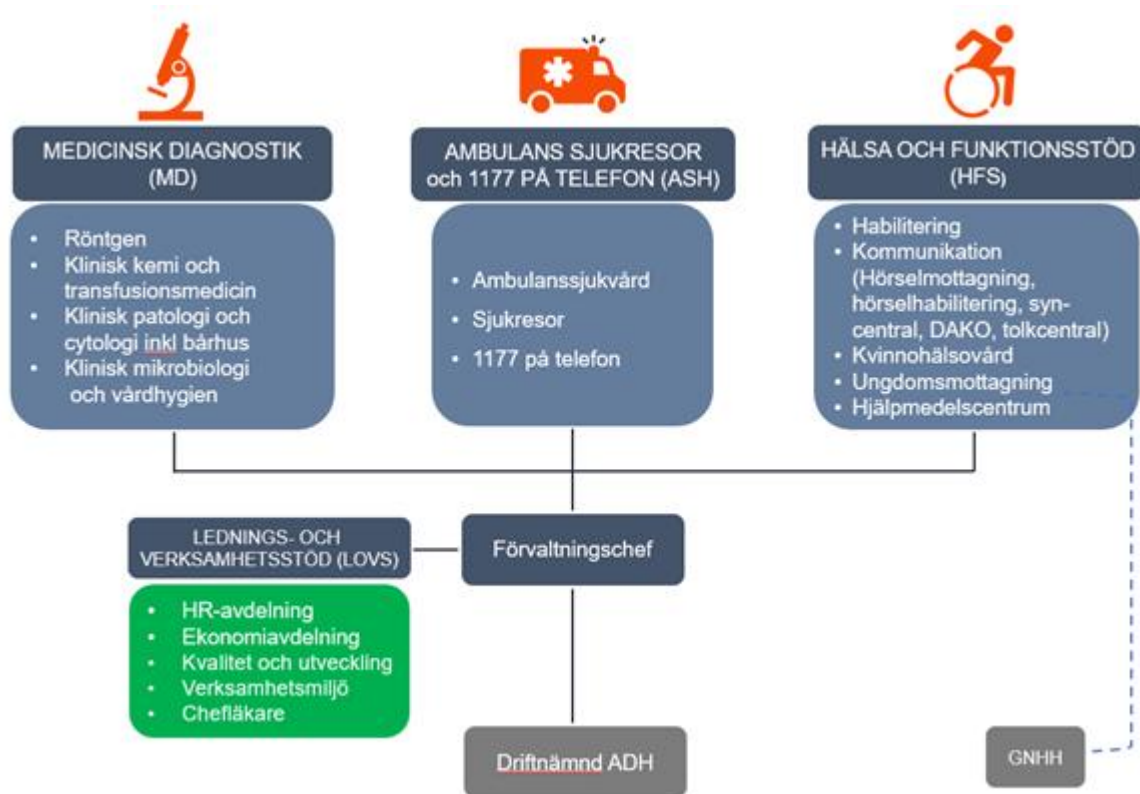 MEDICINSK DIAGNOSTIK
(MD)
• Röntgen
• Klinisk kemi och
transfusionsmedicin
• Klinisk patologi och
cytologi inkl bårhus
• Klinisk mikrobiologi
och vårdhygien
AMBULANS SJUKRESOR
och 1177 PÅ TELEFON (ASH)
• Ambulanssjukvård
• Sjukresor
• 1177 på telefon
HÄLSA OCH FUNKTIONSSTÖD
(HFS)
• Habilitering
• Kommunikation
(Hörselmottagning,
hörselhabilitering, syn-
central, DAKO, tolkcentral)
• Kvinnohälsovård
• Ungdomsmottagning
• Hjälpmedelscentrum
LEDNINGS- OCH
VERKSAMHETSSTÖD (LOVS)
• HR-avdelning
• Ekonomiavdelning
• Kvalitet och utveckling
• Verksamhetsmiljö
• Chefläkare
Förvaltningschef
Driftnämnd ADH
GNHH